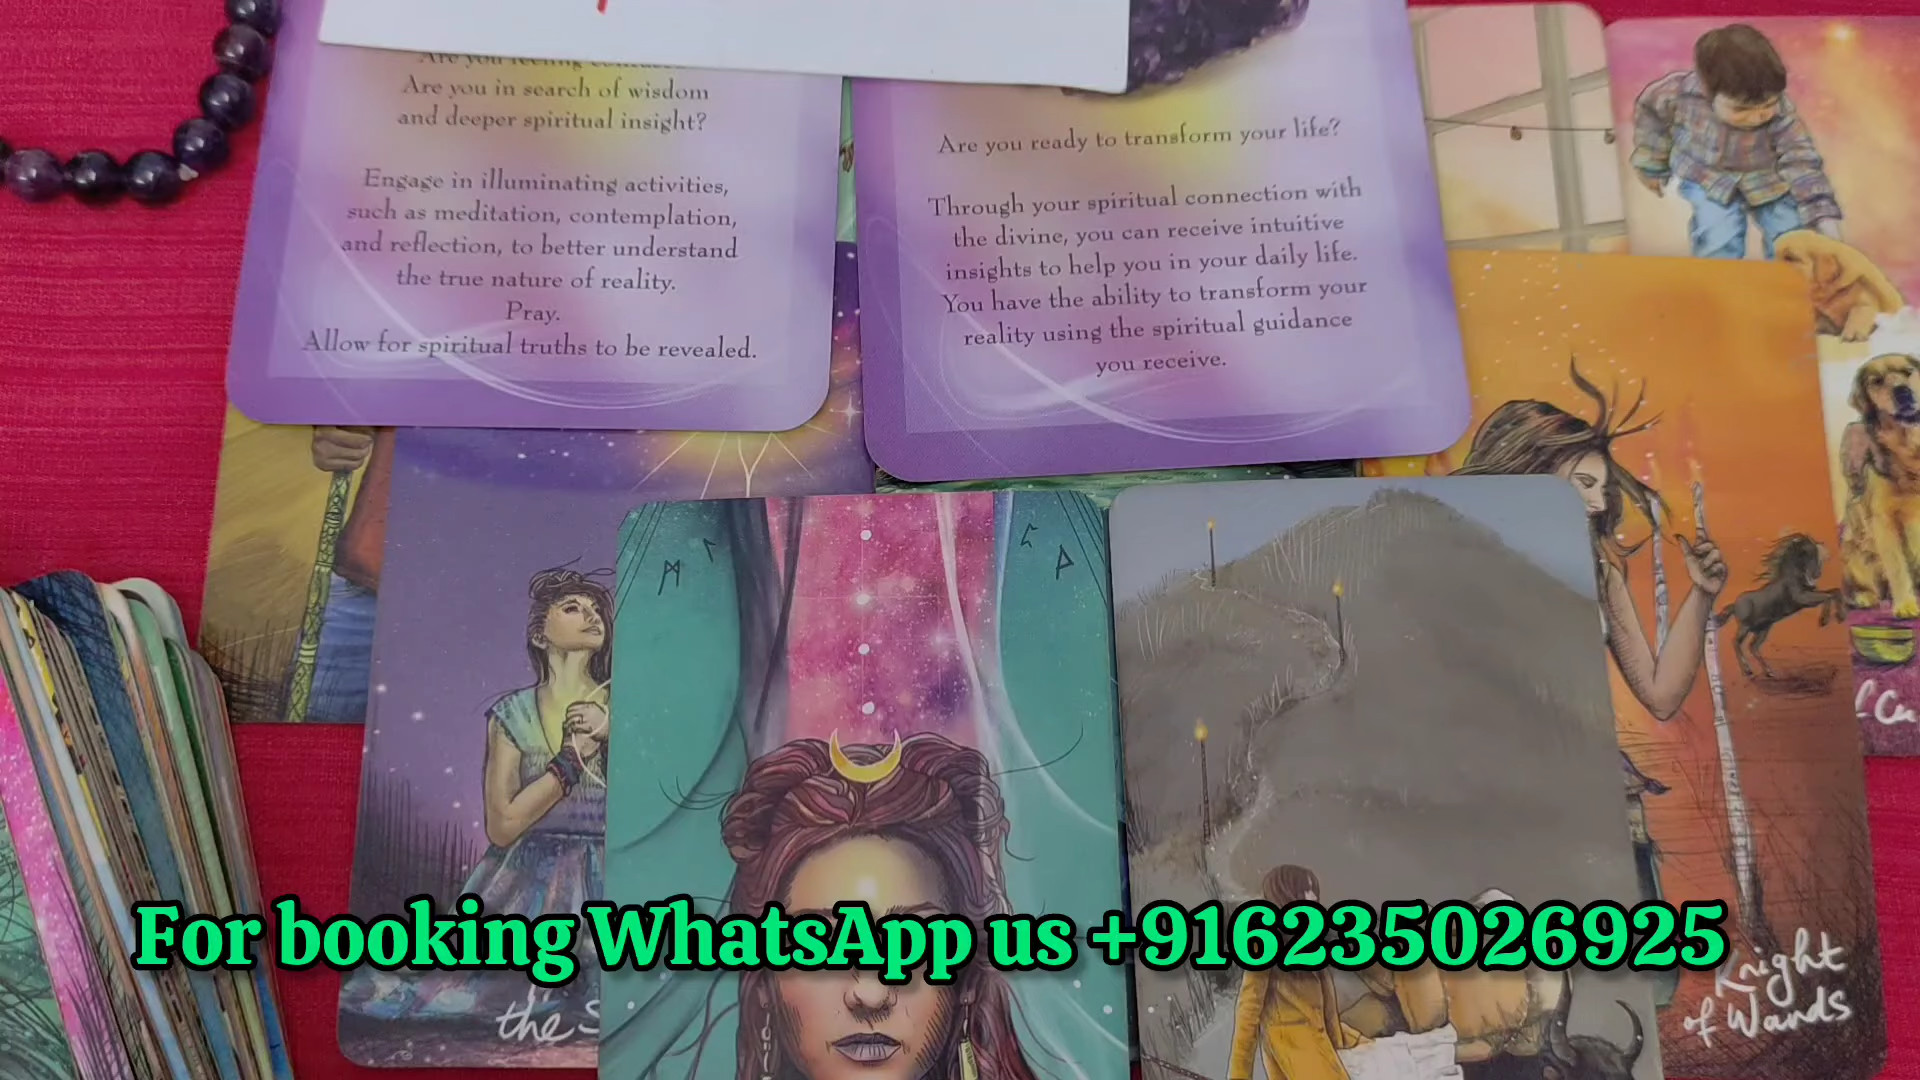 Are you feeling
Are you in search of wisdom
and deeper spiritual insight?
Engage in illuminating activities,
such as meditation, contemplation,
and reflection, to better understand
the true nature of reality.
Pray.
Allow for spiritual truths to be revealed.
Are you ready to transform your life?
Through your spiritual connection with
the divine, you can receive intuitive
insights to help you in your daily life.
You have the ability to transform your
reality using the spiritual guidance
you receive.
For booking WhatsApp us +916235026925
the
Knight
of Wands